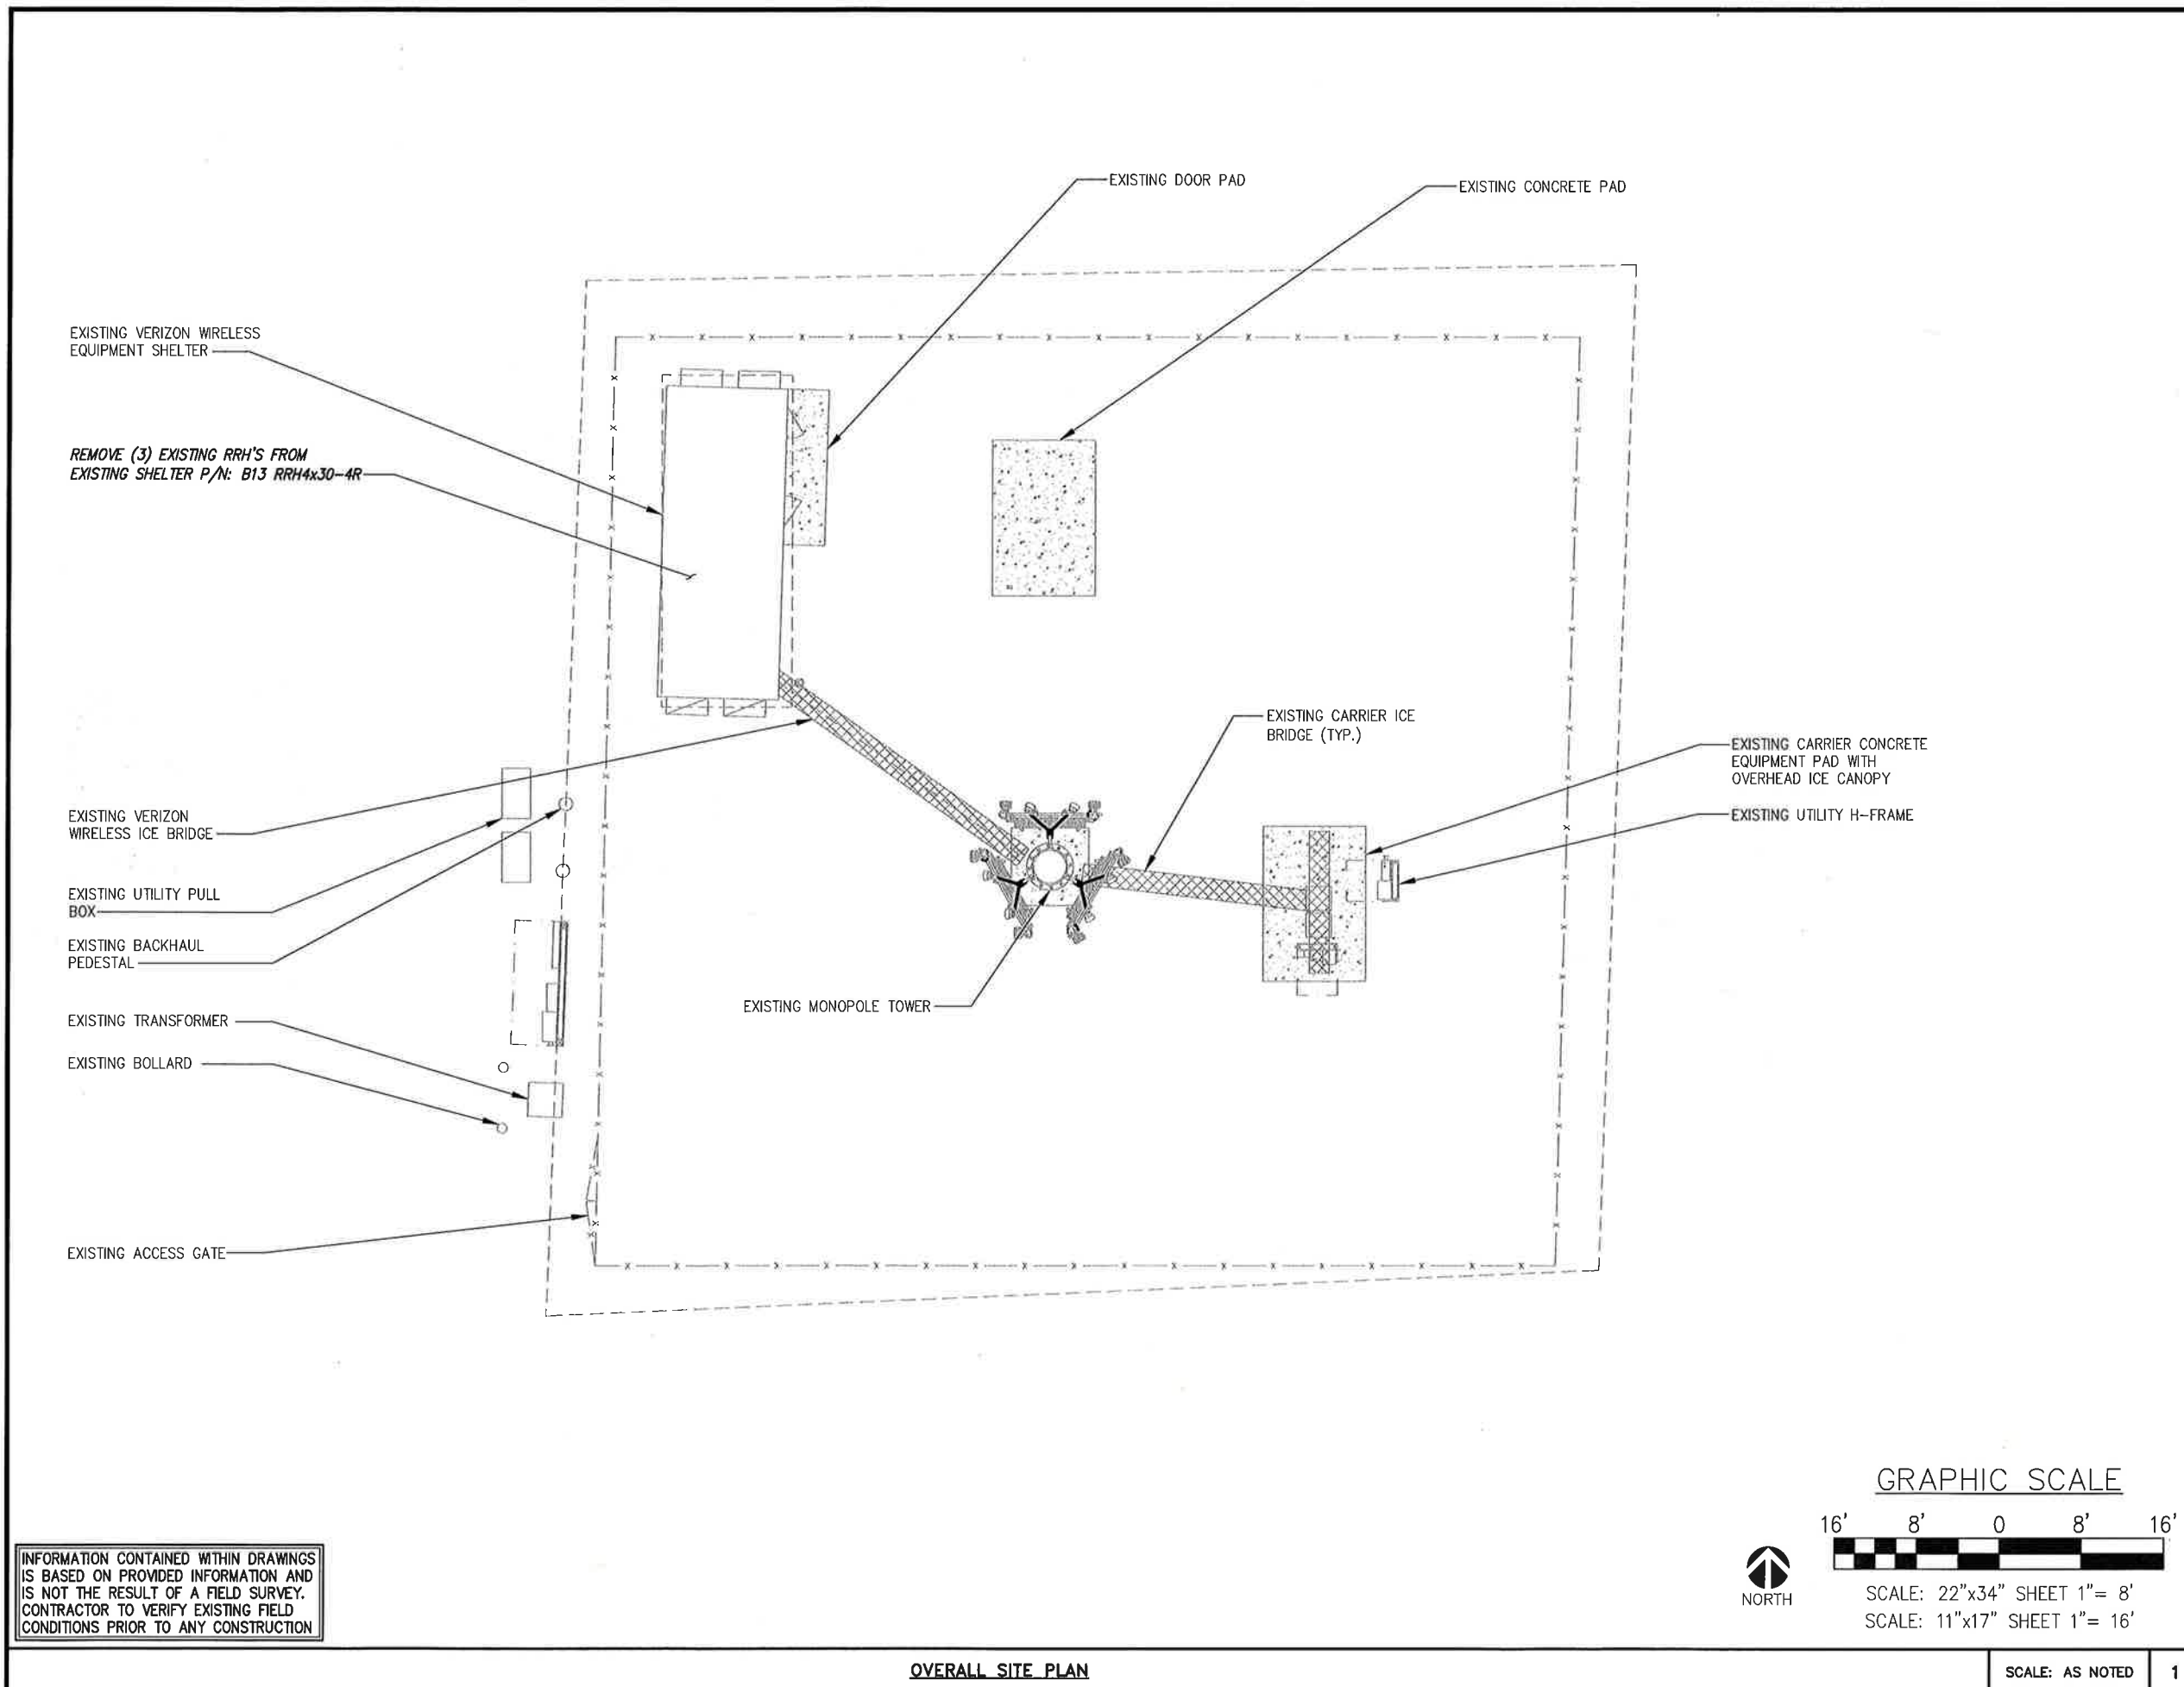 EXISTING DOOR PAD
EXISTING CONCRETE PAD
EXISTING VERIZON WIRELESS
EQUIPMENT SHELTER
REMOVE (3) EXISTING RRH'S FROM
EXISTING SHELTER P/N: B13 RRH4x30-4R
EXISTING CARRIER ICE
BRIDGE (TYP.)
EXISTING CARRIER CONCRETE
EQUIPMENT PAD WITH
OVERHEAD ICE CANOPY
EXISTING UTILITY H-FRAME
EXISTING VERIZON
WIRELESS ICE BRIDGE
EXISTING UTILITY PULL
BOX
EXISTING BACKHAUL
PEDESTAL
EXISTING MONOPOLE TOWER
EXISTING TRANSFORMER
EXISTING BOLLARD
EXISTING ACCESS GATE
GRAPHIC SCALE
16' 8' 0 8' 16'
NORTH
SCALE: 22"x34" SHEET 1"= 8'
SCALE: 11"x17" SHEET 1"= 16'
INFORMATION CONTAINED WITHIN DRAWINGS
IS BASED ON PROVIDED INFORMATION AND
IS NOT THE RESULT OF A FIELD SURVEY.
CONTRACTOR TO VERIFY EXISTING FIELD
CONDITIONS PRIOR TO ANY CONSTRUCTION
OVERALL SITE PLAN
SCALE: AS NOTED
1